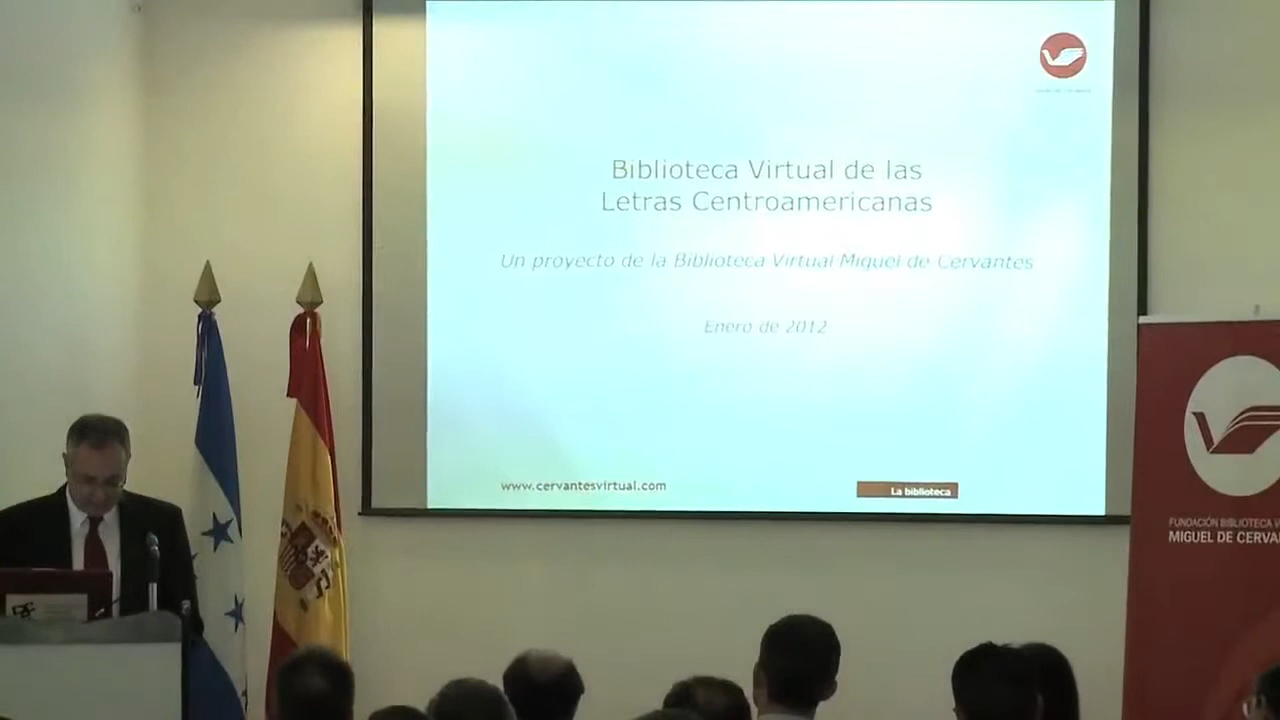 Biblioteca Virtual de las
Letras Centroamericanas
Un proyecto de la Biblioteca Virtual Miguel de Cervantes
Enero de 2012
www.cervantesvirtual.com
La biblioteca
FUNDACIÓN BIBLIOTECA V
MIGUEL DE CERVAN